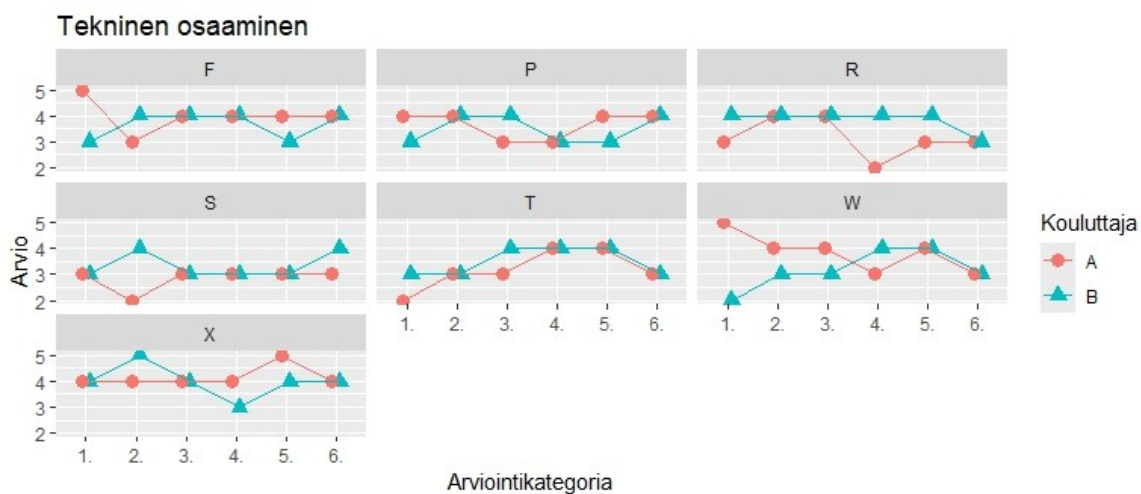 Tekninen osaaminen
F
P
R
5
4
3
2
S
T
W
5
4
3
2
1. 2. 3. 4. 5. 6.
1. 2. 3. 4. 5. 6.
X
5
4
3
2
1. 2. 3. 4. 5. 6.
Arvio
Arviointikategoria
Kouluttaja
A
B